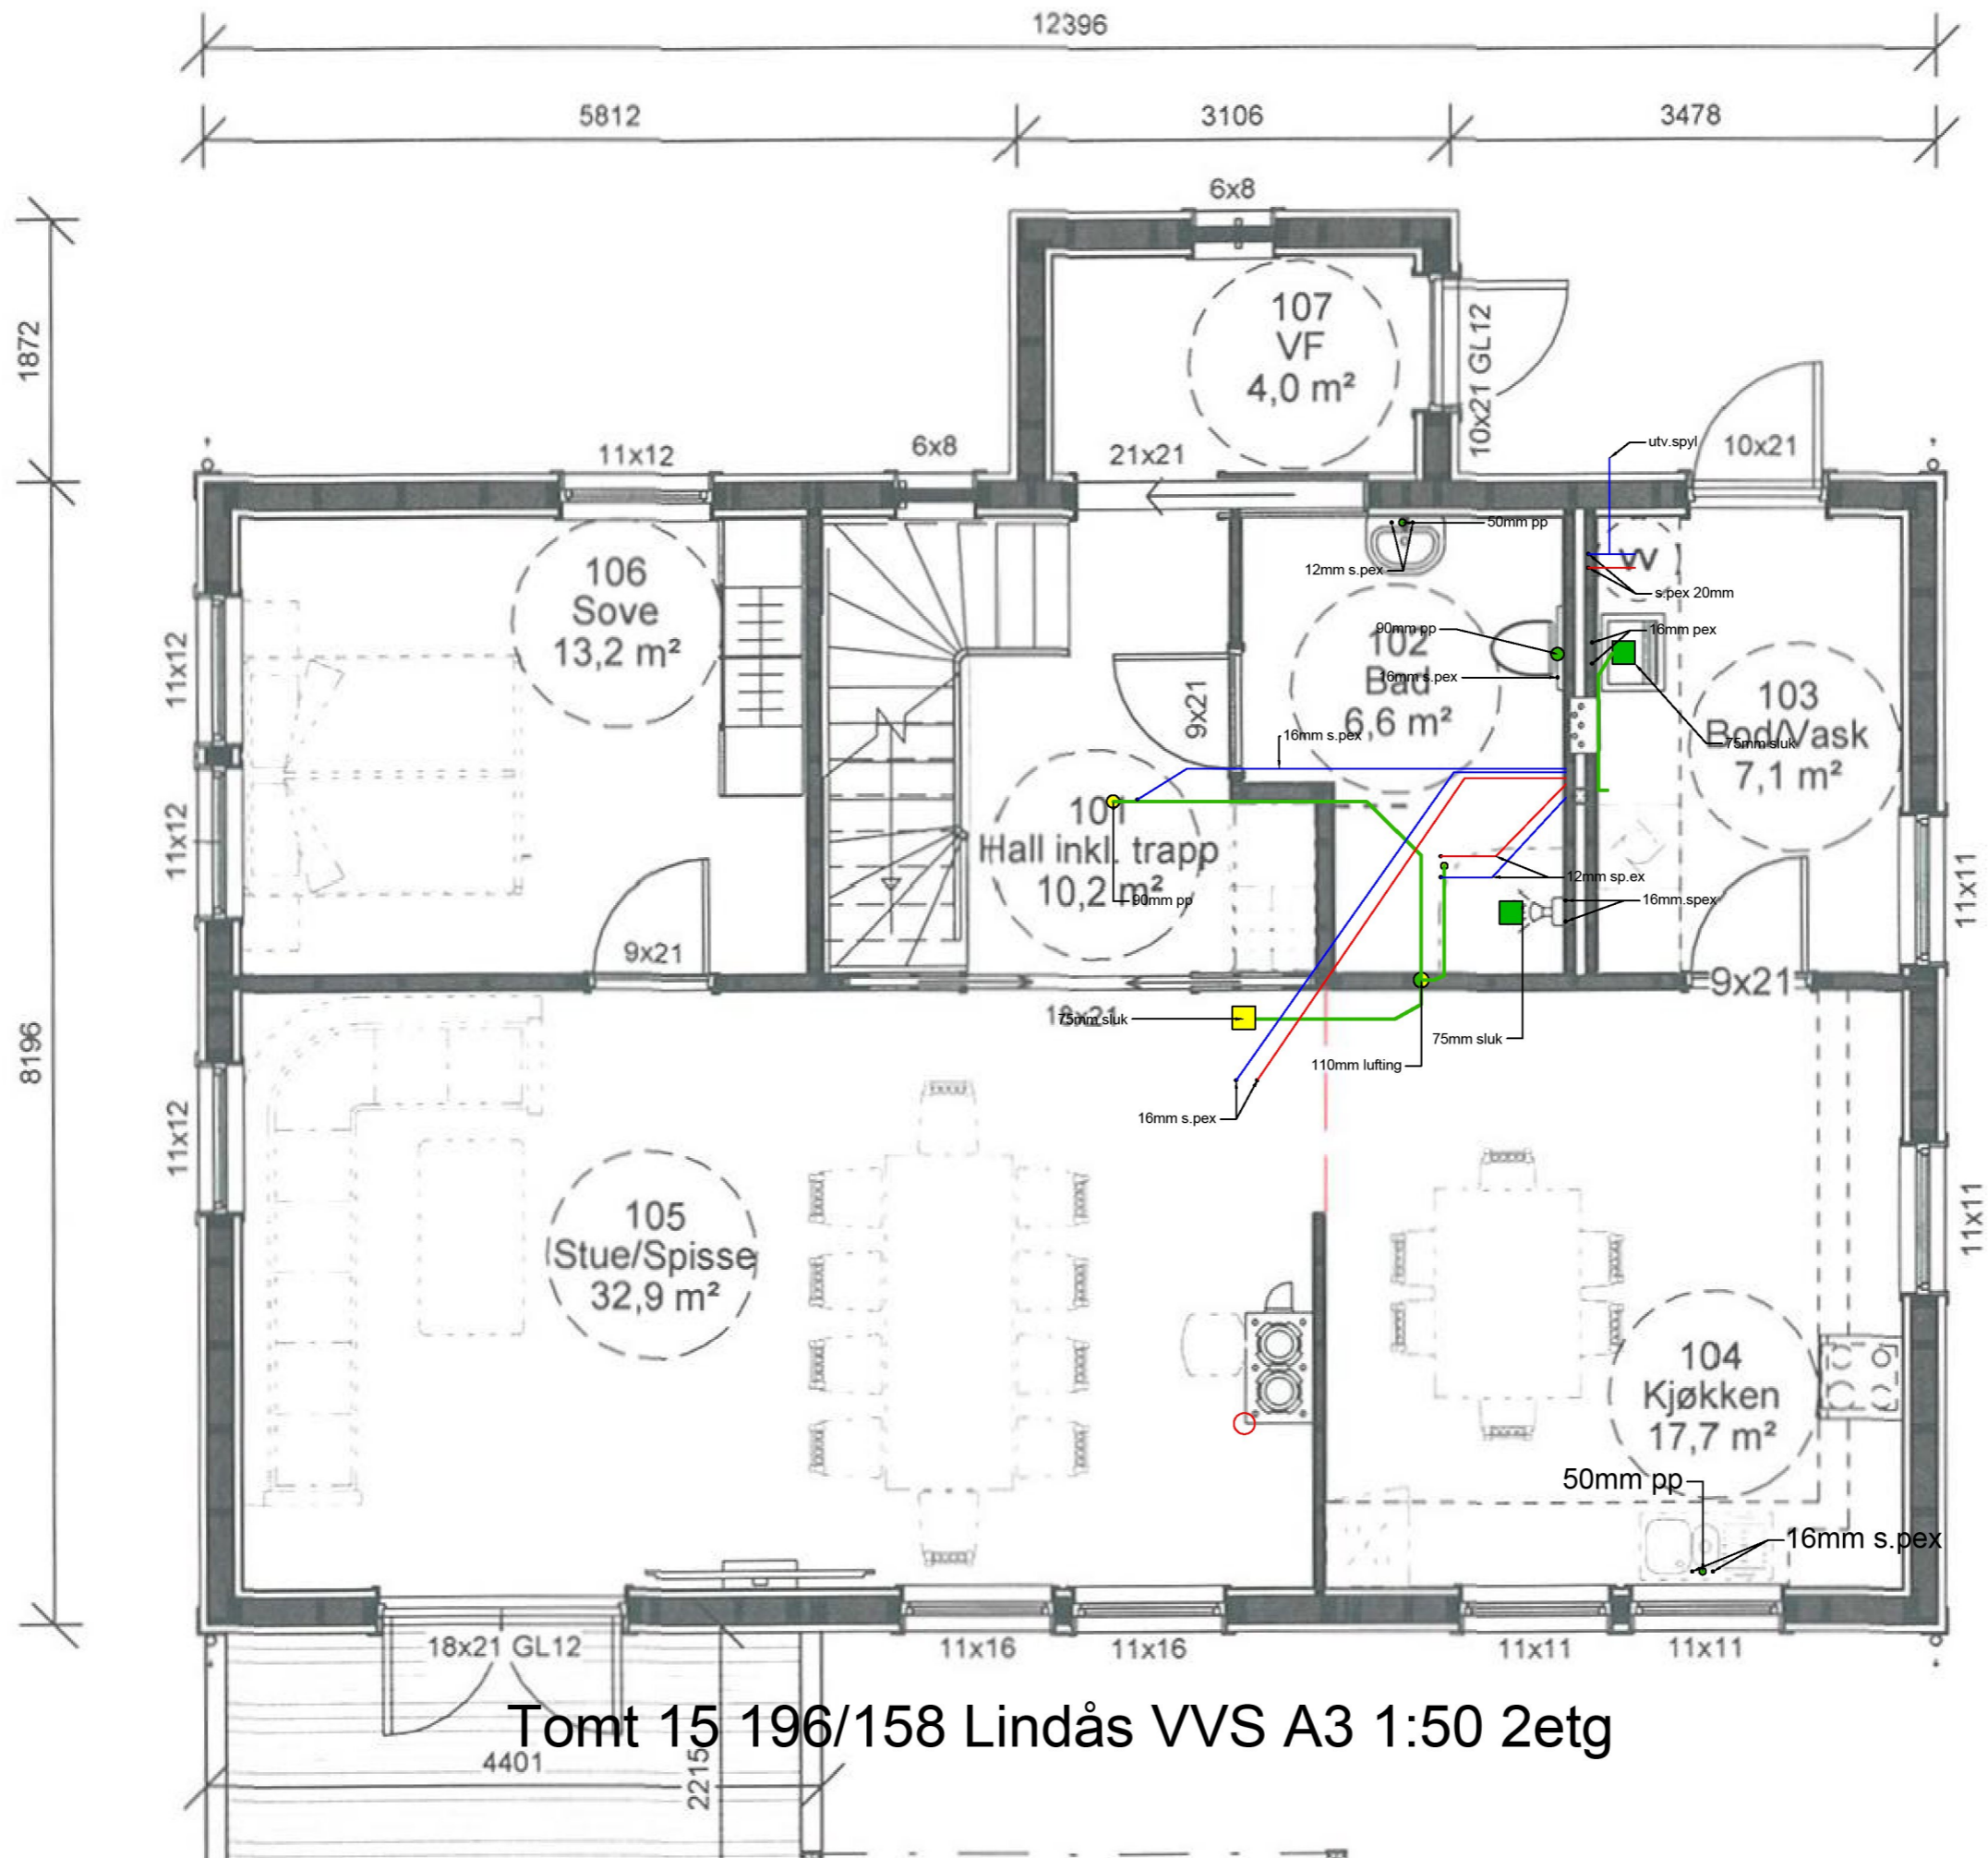 12396
5812
3106
3478
6x8
1872
107
VF
4,0 m²
10x21 GL12
11x12
6x8
21x21
utv.spyl
10x21
50mm pp
12mm s.pex
VV
s.pex 20mm
106
Sove
13,2 m²
11x12
90mm pp
102
Bad
6,6 m²
16mm s.pex
16mm pex
103
Bod/Vask
7,1 m²
75mm sluk
9x21
16mm s.pex
11x12
101
Hall inkl. trapp
10,2 m²
90mm pp
12mm sp.ex
16mm.spex
11x11
9x21
9x21
8196
18x21
75mm sluk
75mm sluk
110mm lufting
16mm s.pex
11x12
11x11
105
Stue/Spisse
32,9 m²
104
Kjøkken
17,7 m²
50mm pp
16mm s.pex
18x21 GL12
11x16
11x16
11x11
11x11
Tomt 15 196/158 Lindås VVS A3 1:50 2etg
4401
2215